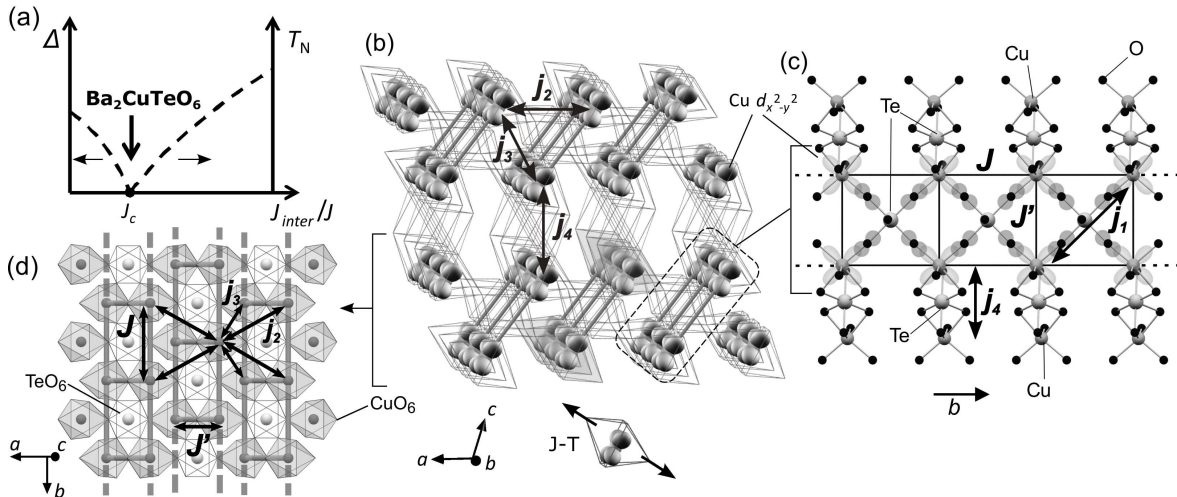 (a)
Δ
T_N
Ba₂CuTeO₆
J_c
J_inter/J
(b)
j₂
j₃
j₄
Cu d_x²-y²
c
a
b
J-T
(c)
Cu
O
Te
J
J'
j₁
j₄
Te
Cu
b
(d)
j₃
J
j₂
TeO₆
CuO₆
J'
a
c
b